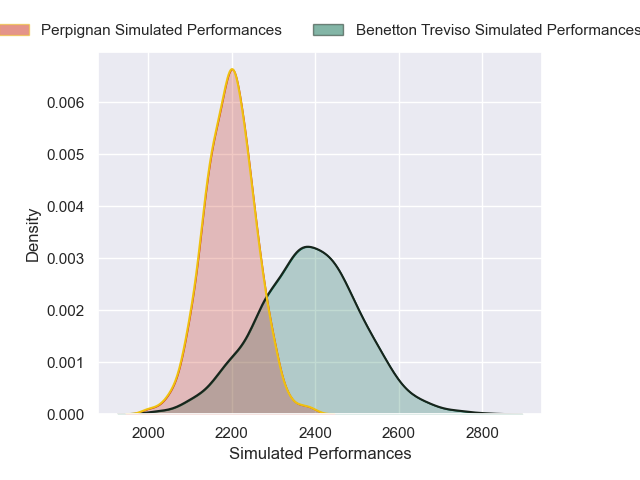 Perpignan Simulated Performances
Benetton Treviso Simulated Performances
0.006
0.005
0.004
0.003
0.002
0.001
0.000
Density
2000 2200 2400 2600 2800
Simulated Performances